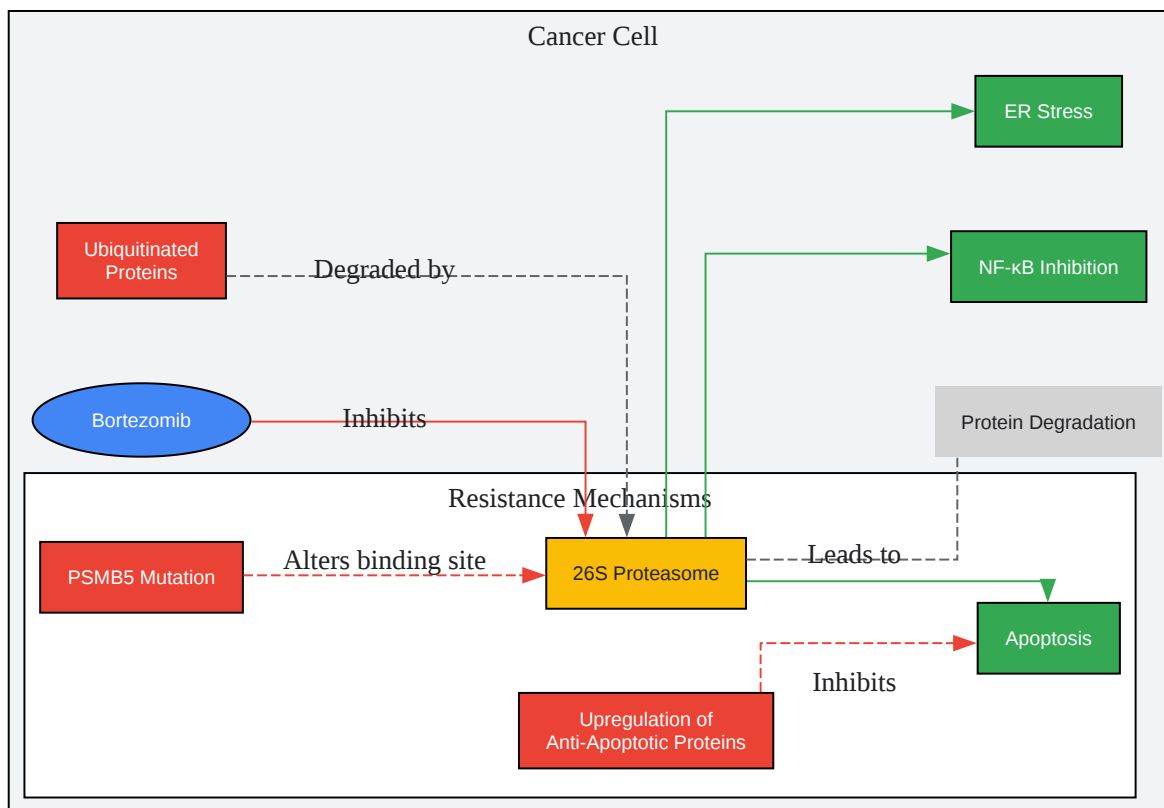 Cancer Cell
ER Stress
Ubiquitinated
Proteins
Degraded by
NF-κB Inhibition
Bortezomib
Inhibits
Protein Degradation
Resistance Mechanisms
PSMB5 Mutation
Alters binding site
26S Proteasome
Leads to
Apoptosis
Inhibits
Upregulation of
Anti-Apoptotic Proteins